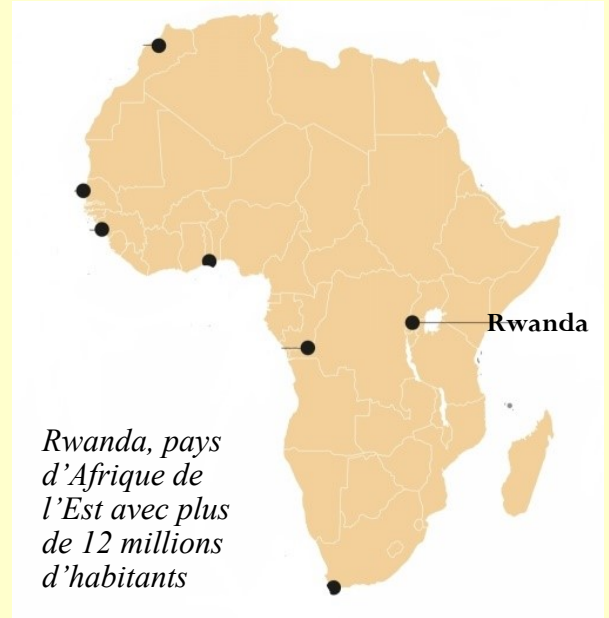 Rwanda
Rwanda, pays
d’Afrique de
l’Est avec plus
de 12 millions
d’habitants